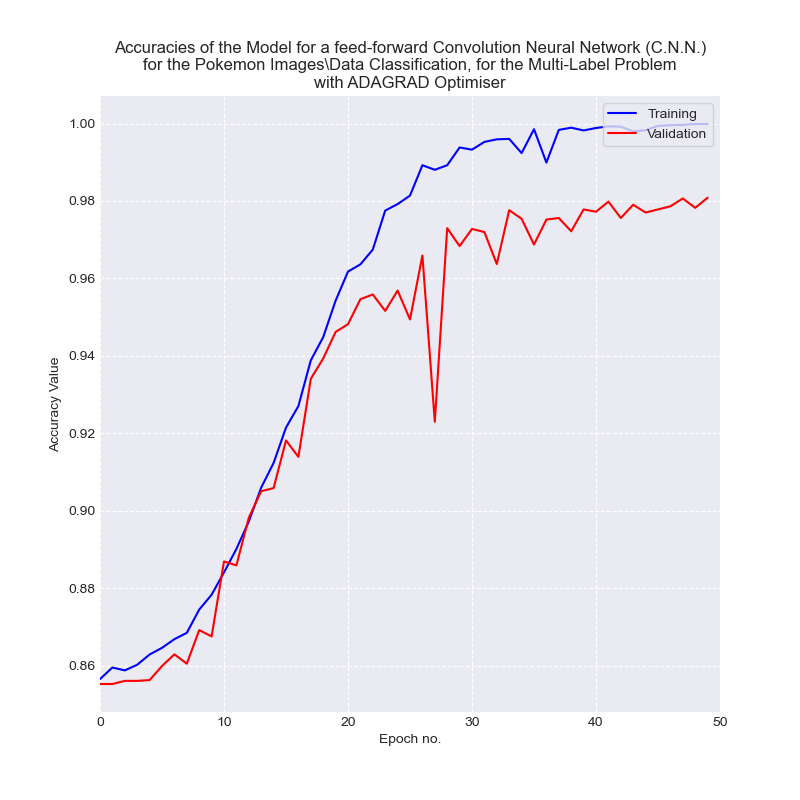 Accuracies of the Model for a feed-forward Convolution Neural Network (C.N.N.)
for the Pokemon Images\Data Classification, for the Multi-Label Problem
with ADAGRAD Optimiser
Training
Validation
1.00
0.98
0.96
0.94
0.92
0.90
0.88
0.86
Accuracy Value
0 10 20 30 40 50
Epoch no.